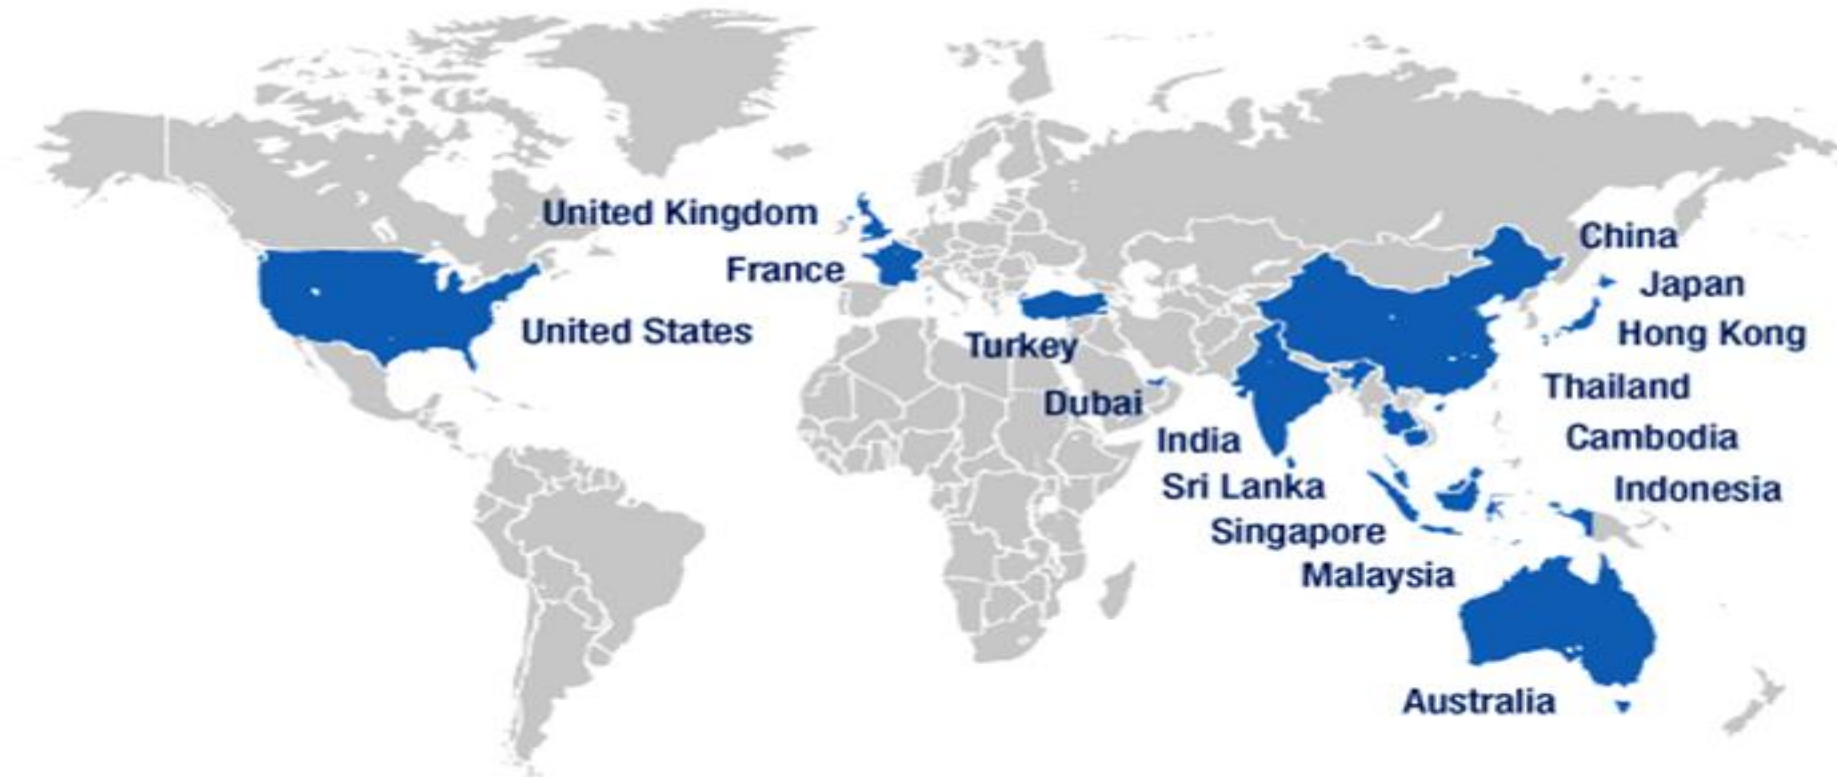 United Kingdom
China
France
Japan
United States
Hong Kong
Turkey
Thailand
Dubai
India
Cambodia
Sri Lanka
Indonesia
Singapore
Malaysia
Australia